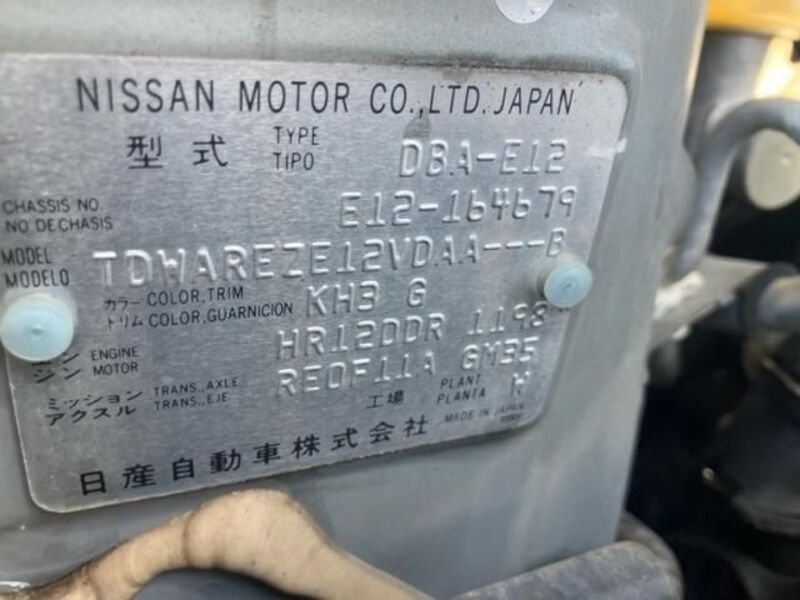 NISSAN MOTOR CO.,LTD. JAPAN
型式 TYPE TIPO DBA-E12
CHASSIS NO. NO DE CHASIS E12-164679
MODEL MODELO TDWAREZE12VDAA---B
カラー COLOR,TRIM KH3 G
トリム COLOR,GUARNICION
ン ENGINE HR12DDR 1198
ジン MOTOR
ミッション TRANS.,AXLE RE0F11A GM35
アクスル TRANS.,EJE
工場 PLANT PLANTA W
MADE IN JAPAN
日産自動車株式会社